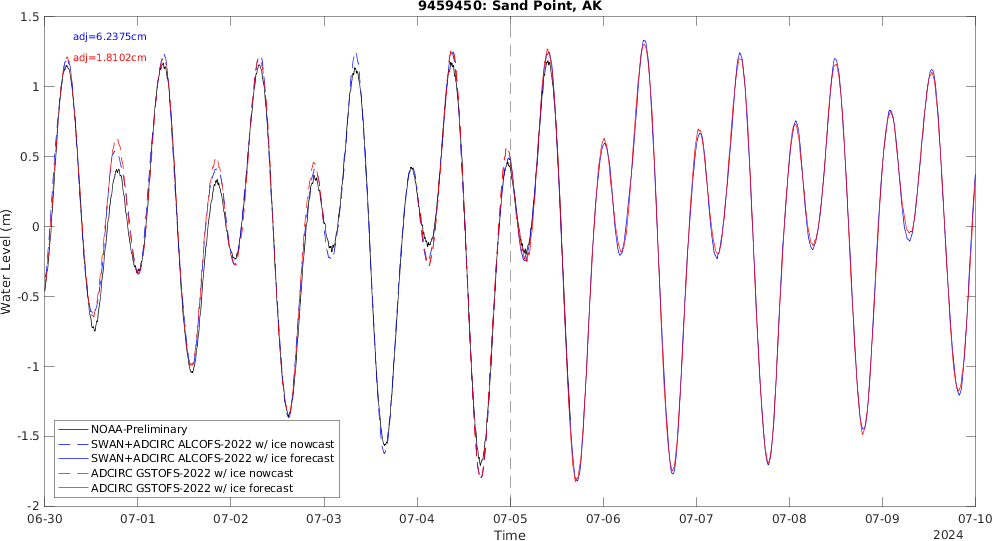 9459450: Sand Point, AK
adj=6.2375cm
adj=1.8102cm
1.5
1
0.5
0
-0.5
-1
-1.5
-2
Water Level (m)
NOAA-Preliminary
SWAN+ADCIRC ALCOFS-2022 w/ ice nowcast
SWAN+ADCIRC ALCOFS-2022 w/ ice forecast
ADCIRC GSTOFS-2022 w/ ice nowcast
ADCIRC GSTOFS-2022 w/ ice forecast
06-30 07-01 07-02 07-03 07-04 07-05 07-06 07-07 07-08 07-09 07-10
Time
2024